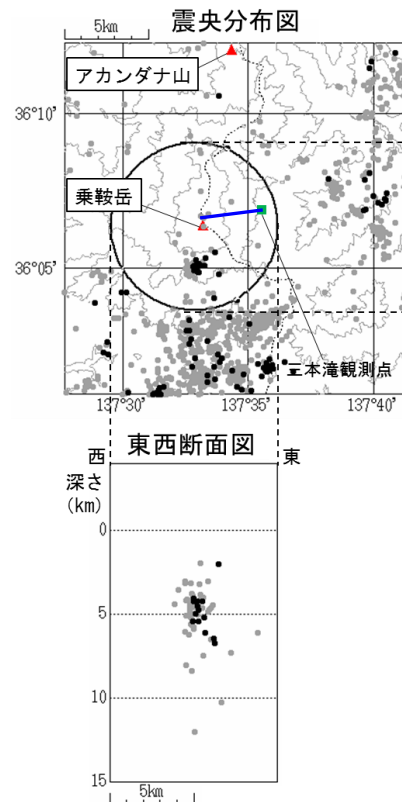 震央分布図
5km
アカンダナ山
36°10′
乗鞍岳
36°05′
三本滝観測点
137°30′
137°35′
137°40′
東西断面図
西
東
深さ
(km)
0
5
10
15
5km